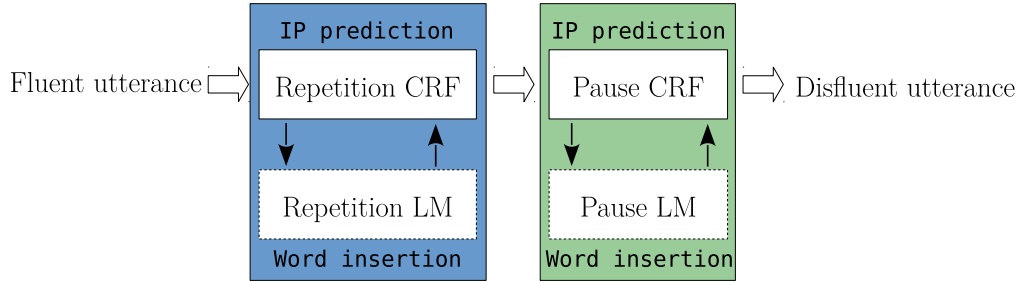 Fluent utterance
IP prediction
Repetition CRF
Repetition LM
Word insertion
IP prediction
Pause CRF
Pause LM
Word insertion
Disfluent utterance